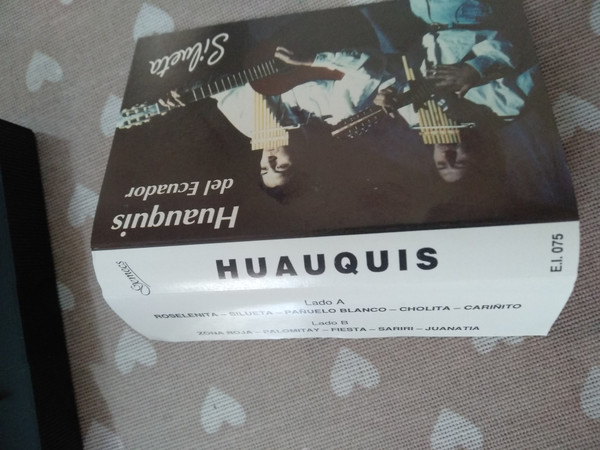 Silueta
Huauquis
del Ecuador
HUAUQUIS
E.I. 075
Lado A
ROSELENITA – SILUETA – PAÑUELO BLANCO – CHOLITA – CARIÑITO
Lado B
ZONA ROJA – PALOMITAY – FIESTA – SARIRI – JUANATIA